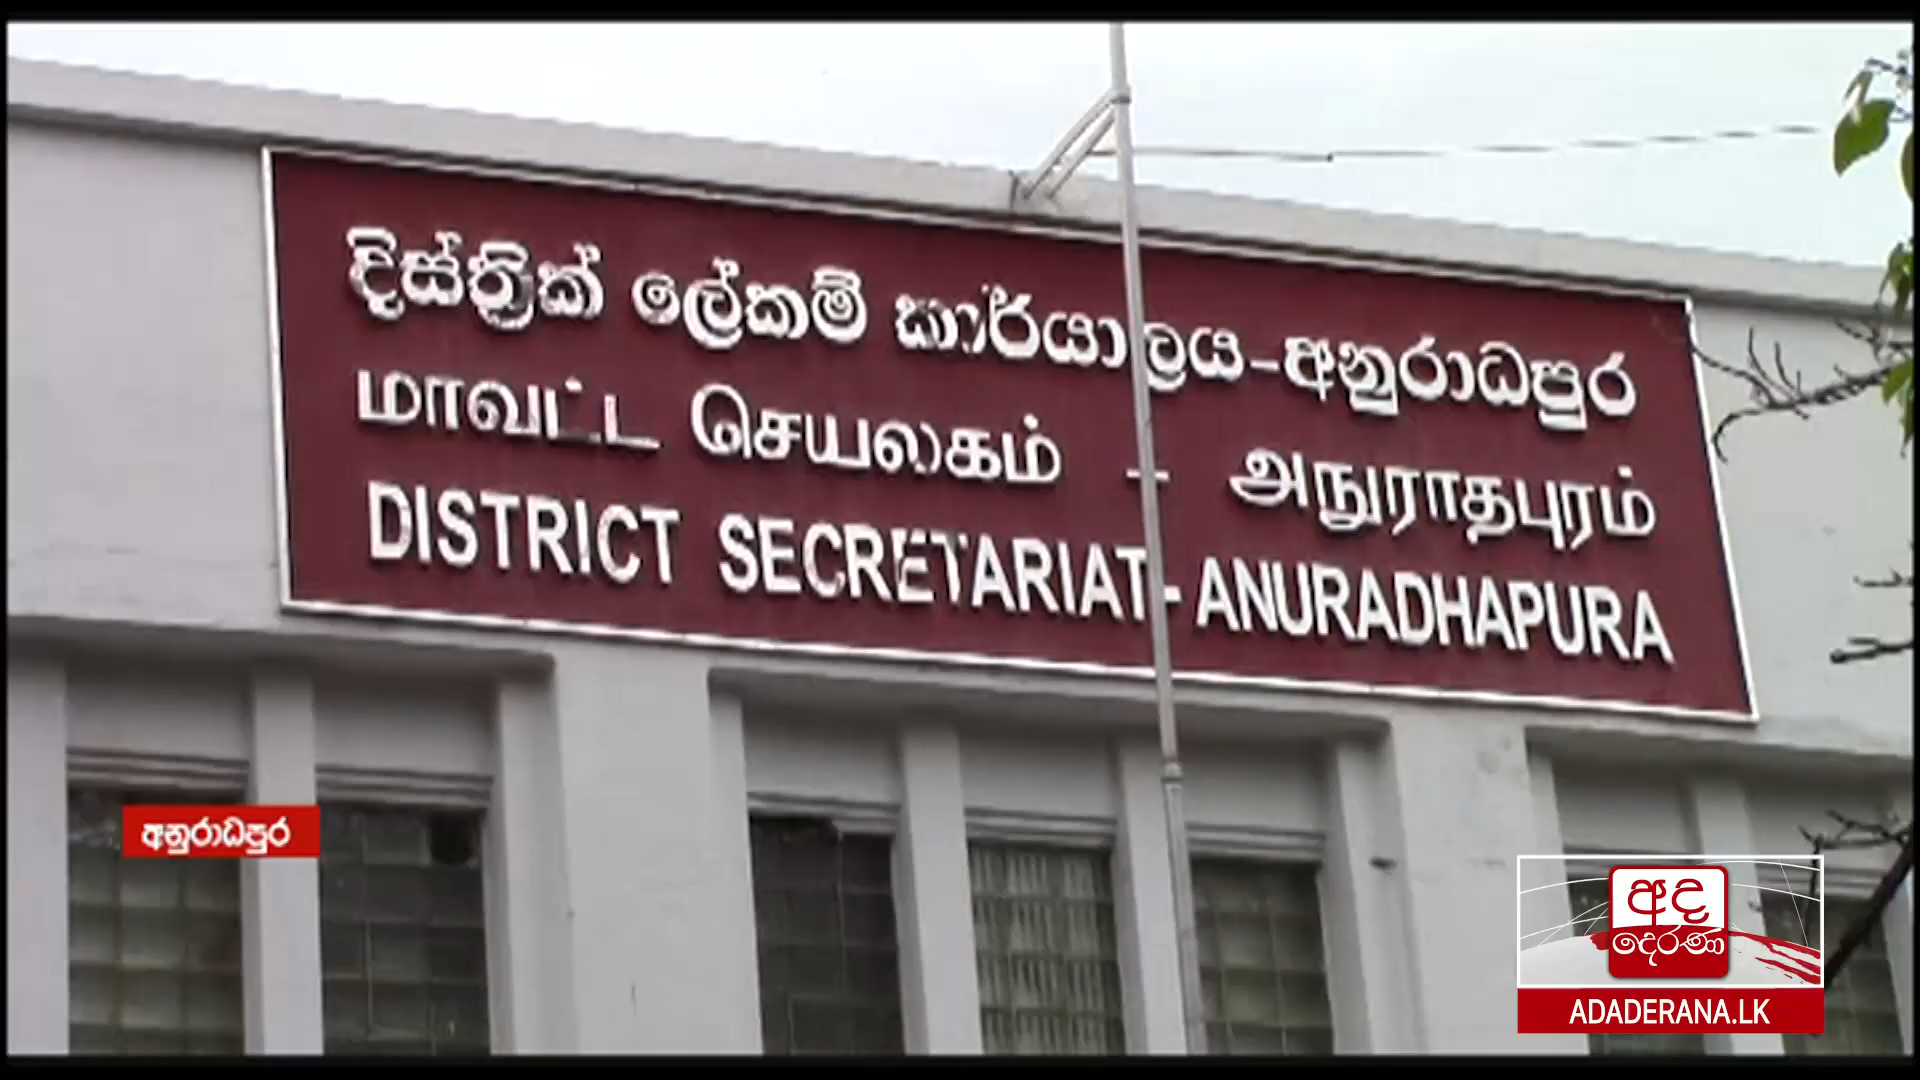 දිස්ත්‍රික් ලේකම් කාර්යාලය-අනුරාධපුර
மாவட்ட செயலகம் - அநுராதபுரம்
DISTRICT SECRETARIAT-ANURADHAPURA
අනුරාධපුර
අද
දෙරණ
ADADERANA.LK